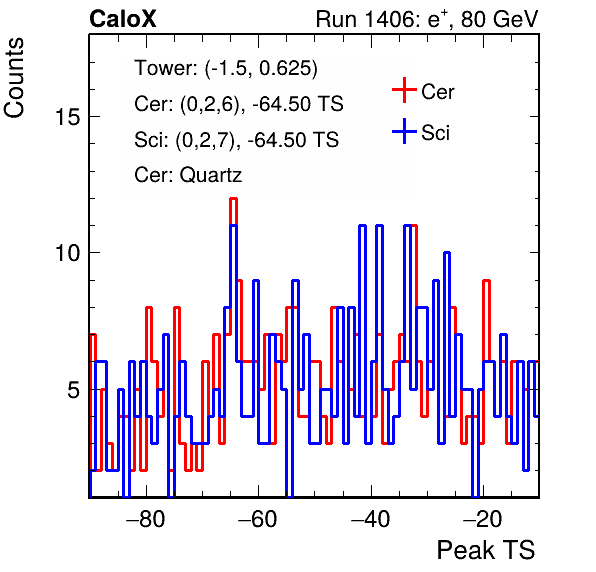 CaloX Run 1406: e⁺, 80 GeV
Counts
Tower: (-1.5, 0.625)
Cer: (0,2,6), -64.50 TS
Sci: (0,2,7), -64.50 TS
Cer: Quartz
Cer
Sci
15
10
5
−80 −60 −40 −20
Peak TS